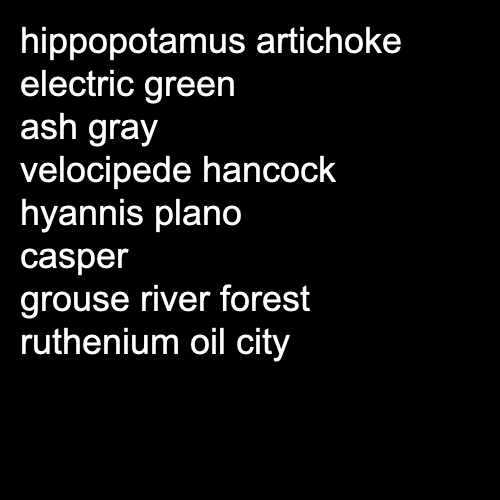 hippopotamus artichoke
electric green
ash gray
velocipede hancock
hyannis plano
casper
grouse river forest
ruthenium oil city